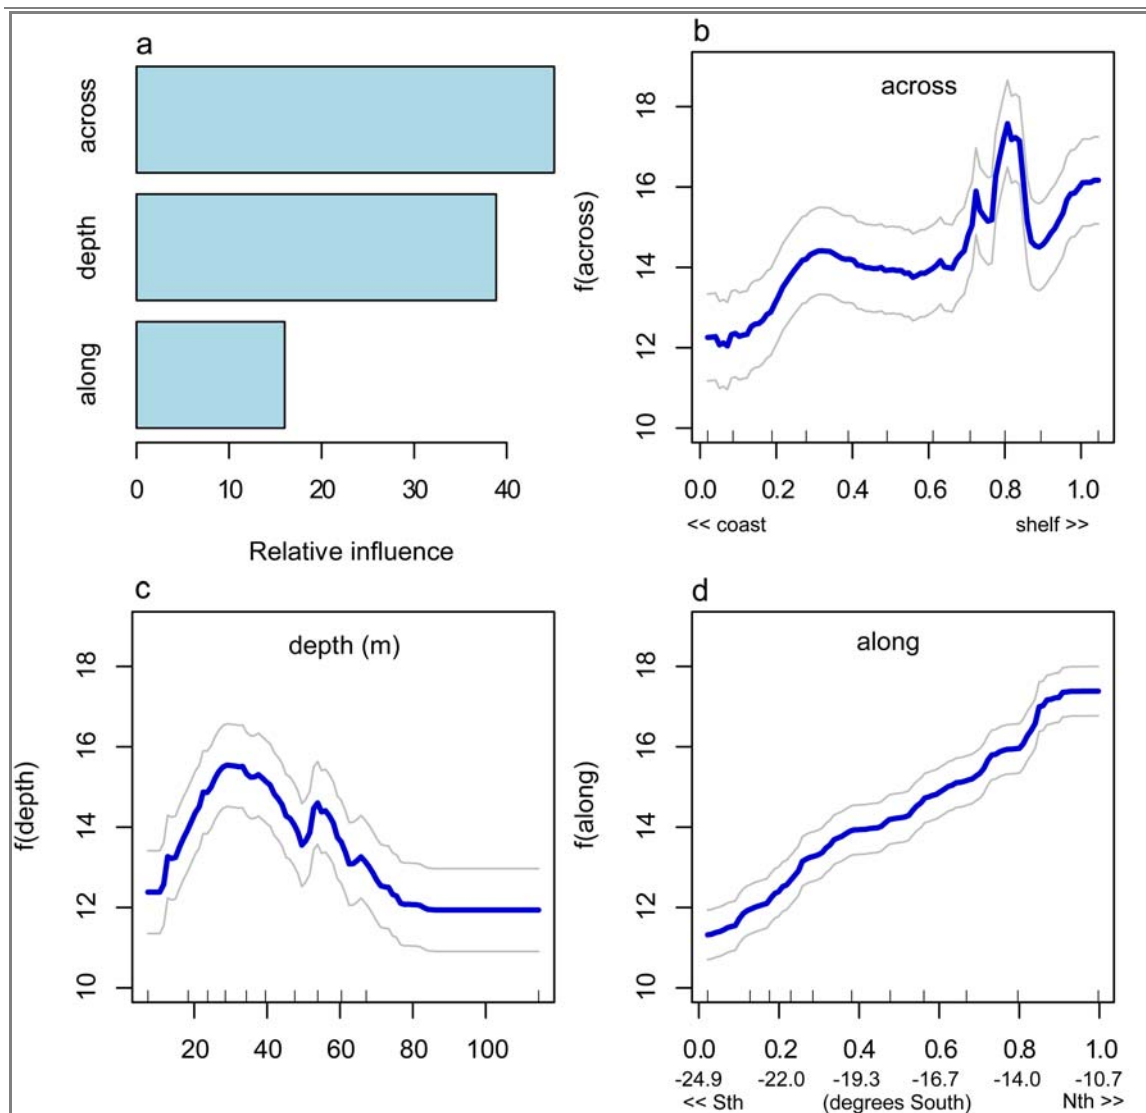 a
across
depth
along
0 10 20 30 40
Relative influence
b
across
f(across)
18
16
14
12
10
0.0 0.2 0.4 0.6 0.8 1.0
<< coast shelf >>
c
depth (m)
f(depth)
18
16
14
12
10
20 40 60 80 100
d
along
f(along)
18
16
14
12
10
0.0 0.2 0.4 0.6 0.8 1.0
-24.9 -22.0 -19.3 -16.7 -14.0 -10.7
<< Sth (degrees South) Nth >>